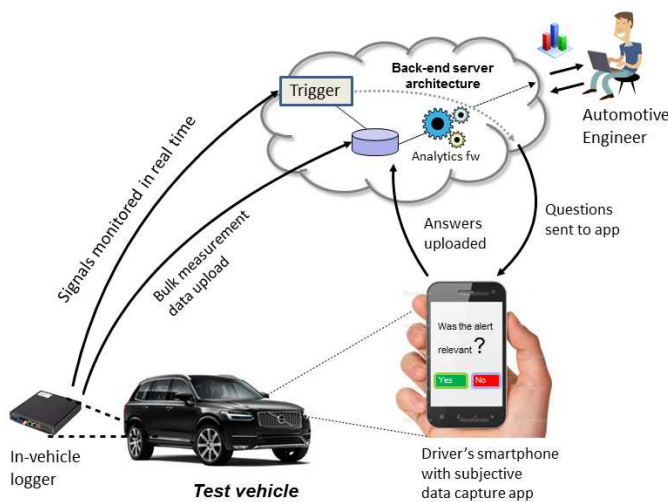 Back-end server
architecture
Trigger
Analytics fw
Automotive
Engineer
Signals monitored in real time
Bulk measurement
data upload
Answers
uploaded
Questions
sent to app
Was the alert
relevant ?
Yes
No
In-vehicle
logger
Test vehicle
Driver's smartphone
with subjective
data capture app